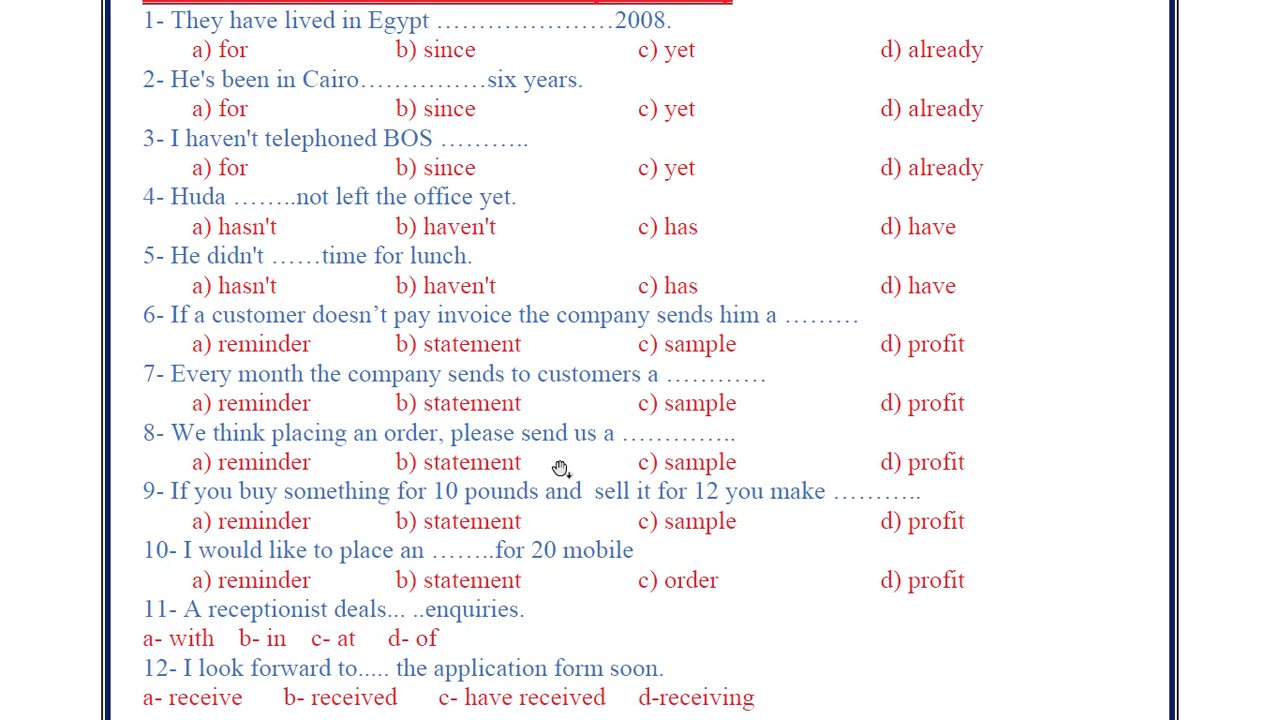 1- They have lived in Egypt …………………2008.
a) for b) since c) yet d) already
2- He's been in Cairo……………six years.
a) for b) since c) yet d) already
3- I haven't telephoned BOS ………..
a) for b) since c) yet d) already
4- Huda ……..not left the office yet.
a) hasn't b) haven't c) has d) have
5- He didn't ……time for lunch.
a) hasn't b) haven't c) has d) have
6- If a customer doesn’t pay invoice the company sends him a ………
a) reminder b) statement c) sample d) profit
7- Every month the company sends to customers a …………
a) reminder b) statement c) sample d) profit
8- We think placing an order, please send us a …………..
a) reminder b) statement c) sample d) profit
9- If you buy something for 10 pounds and  sell it for 12 you make ………..
a) reminder b) statement c) sample d) profit
10- I would like to place an ……..for 20 mobile
a) reminder b) statement c) order d) profit
11- A receptionist deals... ..enquiries.
a- with b- in c- at d- of
12- I look forward to..... the application form soon.
a- receive b- received c- have received d-receiving